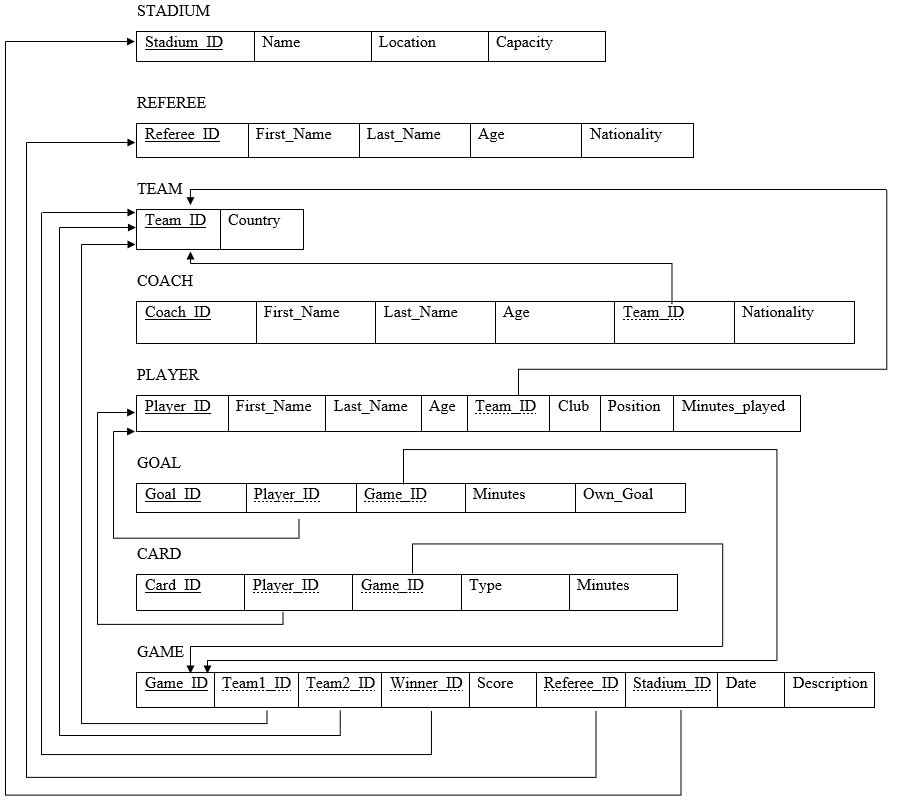 STADIUM
Stadium_ID Name Location Capacity
REFEREE
Referee_ID First_Name Last_Name Age Nationality
TEAM
Team_ID Country
COACH
Coach_ID First_Name Last_Name Age Team_ID Nationality
PLAYER
Player_ID First_Name Last_Name Age Team_ID Club Position Minutes_played
GOAL
Goal_ID Player_ID Game_ID Minutes Own_Goal
CARD
Card_ID Player_ID Game_ID Type Minutes
GAME
Game_ID Team1_ID Team2_ID Winner_ID Score Referee_ID Stadium_ID Date Description